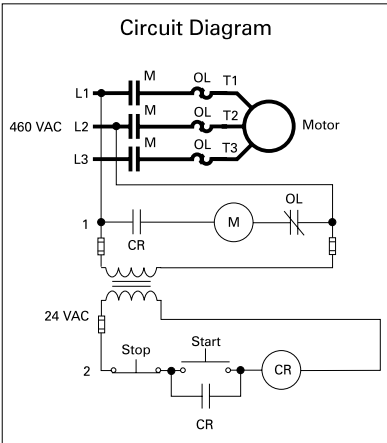 Circuit Diagram
M OL T1
L1
M OL T2
460 VAC L2 Motor
M OL T3
L3
OL
1 M
CR
24 VAC
Stop Start
2 CR
CR